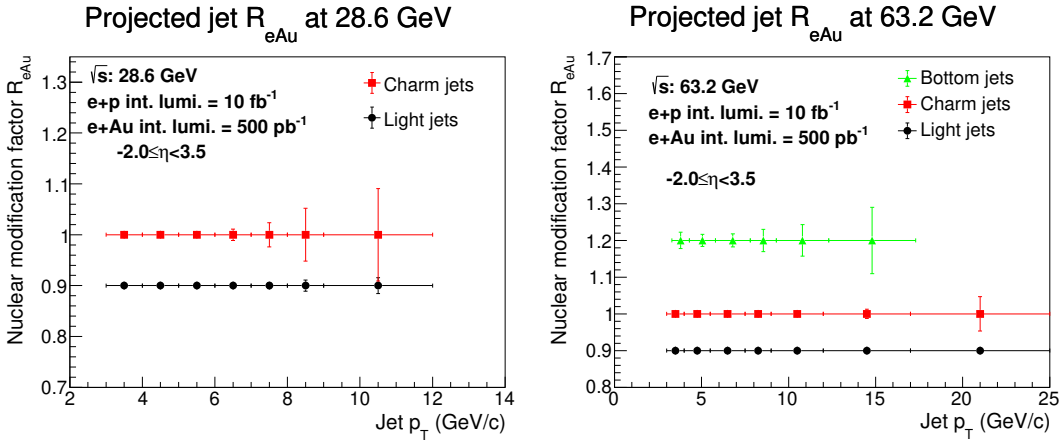 Projected jet R_eAu at 28.6 GeV
Nuclear modification factor R_eAu
1.3
1.2
1.1
1
0.9
0.8
0.7
√s: 28.6 GeV
e+p int. lumi. = 10 fb⁻¹
e+Au int. lumi. = 500 pb⁻¹
-2.0≤η<3.5
Charm jets
Light jets
2 4 6 8 10 12 14
Jet p_T (GeV/c)
Projected jet R_eAu at 63.2 GeV
Nuclear modification factor R_eAu
1.7
1.6
1.5
1.4
1.3
1.2
1.1
1
0.9
0.8
√s: 63.2 GeV
e+p int. lumi. = 10 fb⁻¹
e+Au int. lumi. = 500 pb⁻¹
-2.0≤η<3.5
Bottom jets
Charm jets
Light jets
0 5 10 15 20 25
Jet p_T (GeV/c)